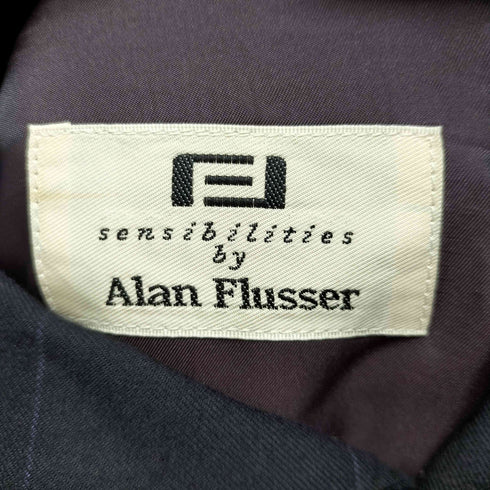 sensibilities
by
Alan Flusser